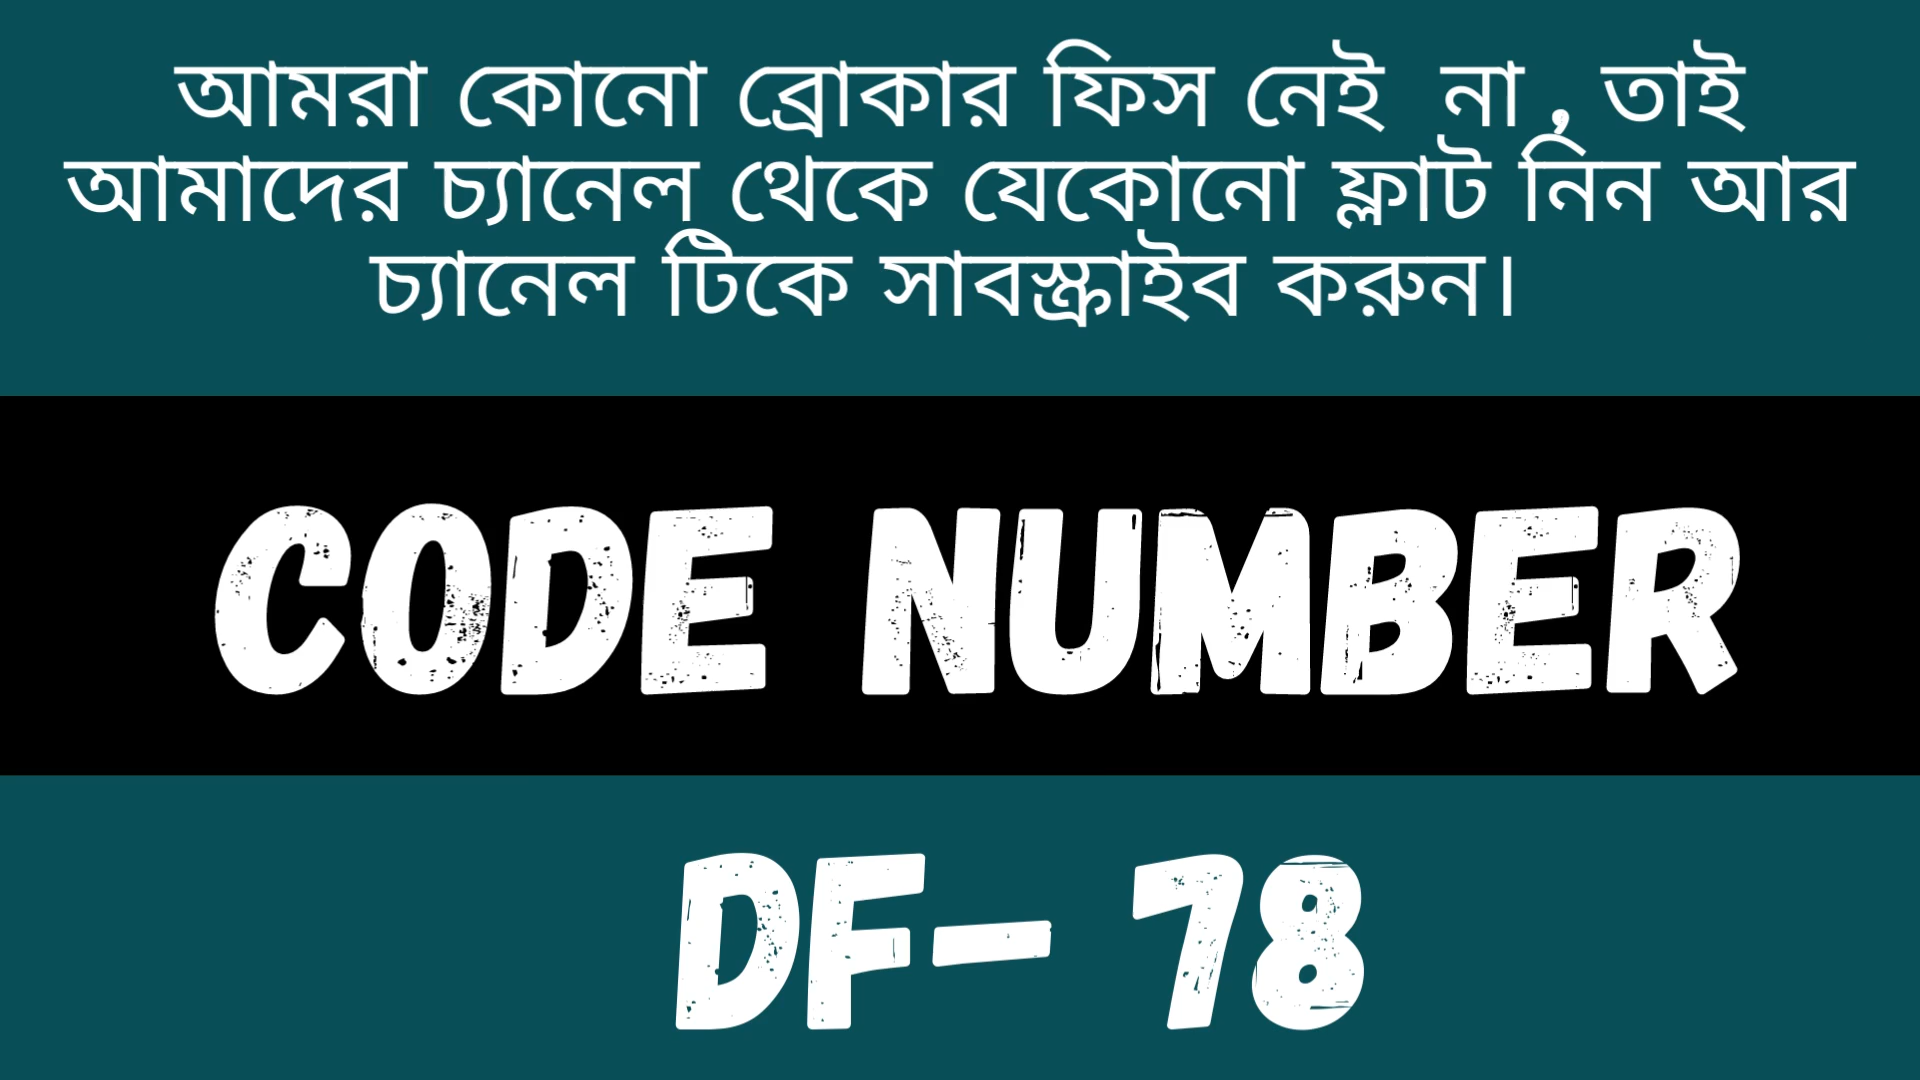 আমরা কোনো ব্রোকার ফিস নেই না , তাই
আমাদের চ্যানেল থেকে যেকোনো ফ্লাট নিন আর
চ্যানেল টিকে সাবস্ক্রাইব করুন।
CODE NUMBER
DF- 78